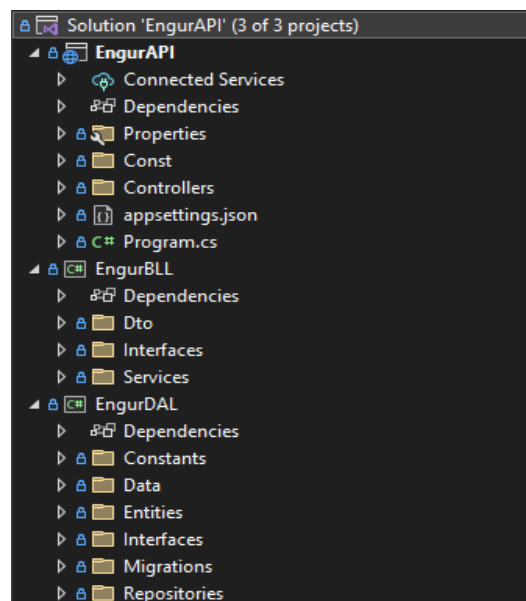 Solution 'EngurAPI' (3 of 3 projects)
EngurAPI
Connected Services
Dependencies
Properties
Const
Controllers
appsettings.json
C# Program.cs
C# EngurBLL
Dependencies
Dto
Interfaces
Services
C# EngurDAL
Dependencies
Constants
Data
Entities
Interfaces
Migrations
Repositories